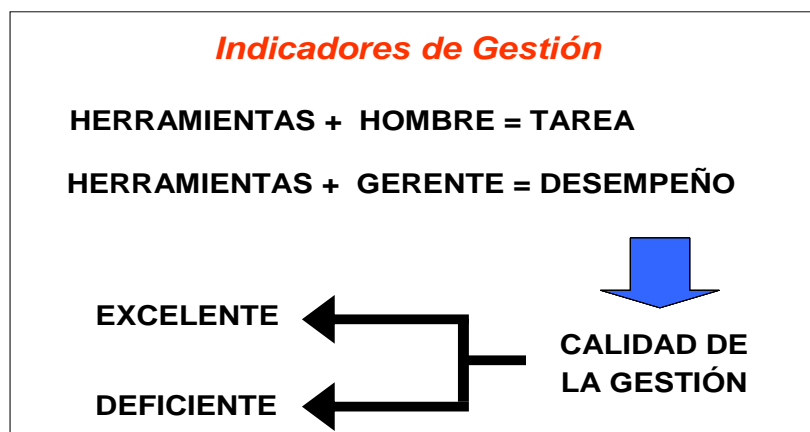 Indicadores de Gestión
HERRAMIENTAS + HOMBRE = TAREA
HERRAMIENTAS + GERENTE = DESEMPEÑO
EXCELENTE
CALIDAD DE
LA GESTIÓN
DEFICIENTE